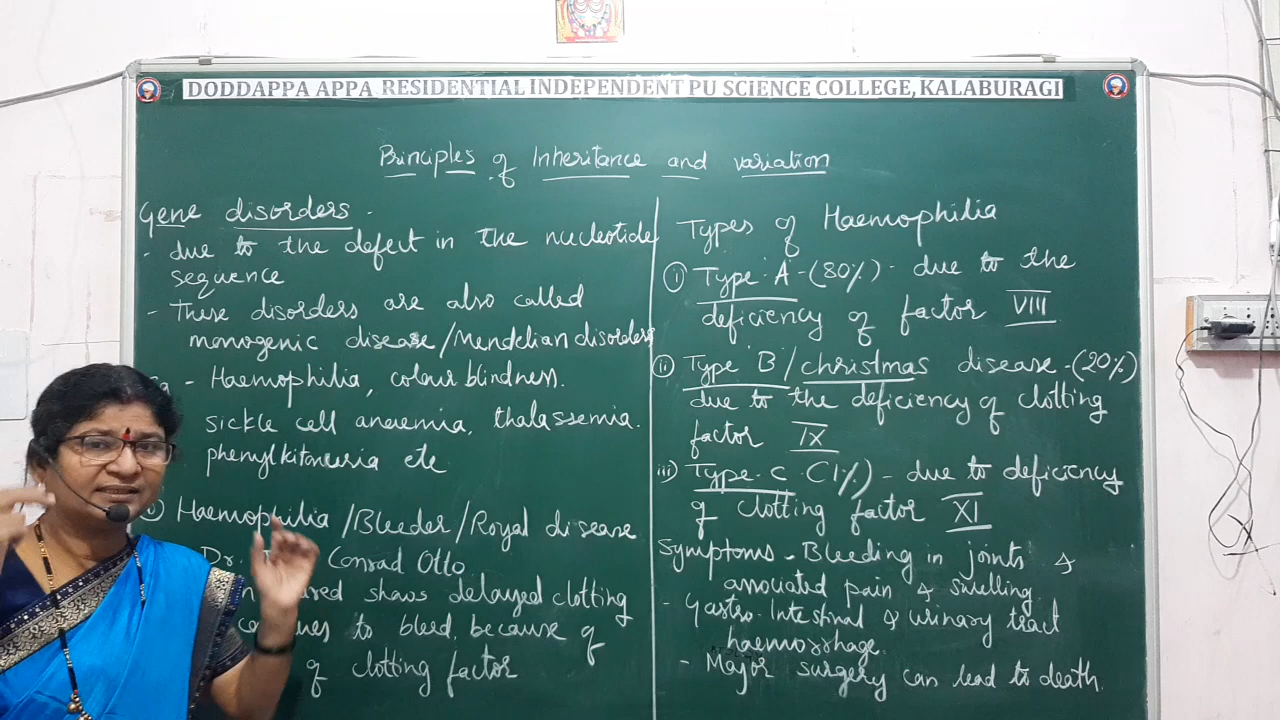 DODDAPPA APPA RESIDENTIAL INDEPENDENT PU SCIENCE COLLEGE, KALABURAGI
Principles of Inheritance and variation
Gene disorders -
- due to the defect in the nucleotide
sequence
- These disorders are also called
monogenic disease / Mendelian disorders
- Haemophilia, colour blindness.
sickle cell anaemia, thalassemia.
phenylkitonuria etc
Haemophilia / Bleeder / Royal disease
Dr. Conrad Otto
shows delayed clotting
to bleed, because of
of clotting factor
Types of Haemophilia
i) Type A - (80%) - due to the
deficiency of factor VIII
ii) Type B / christmas disease - (20%)
due to the deficiency of clotting
factor IX
iii) Type - C (1%) - due to deficiency
of clotting factor XI
Symptoms - Bleeding in joints &
associated pain & swelling
- Gastro-Intestinal & urinary tract
haemorrhage
- Major surgery can lead to death.